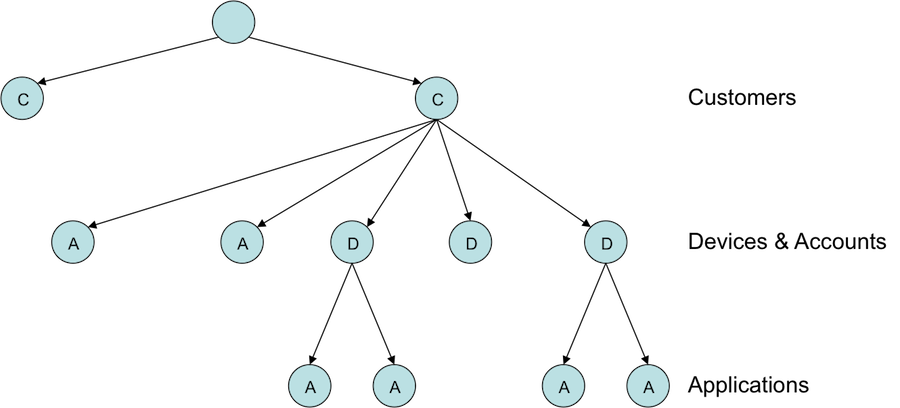 C
C
Customers
A
A
D
D
D
Devices & Accounts
A
A
A
A
Applications